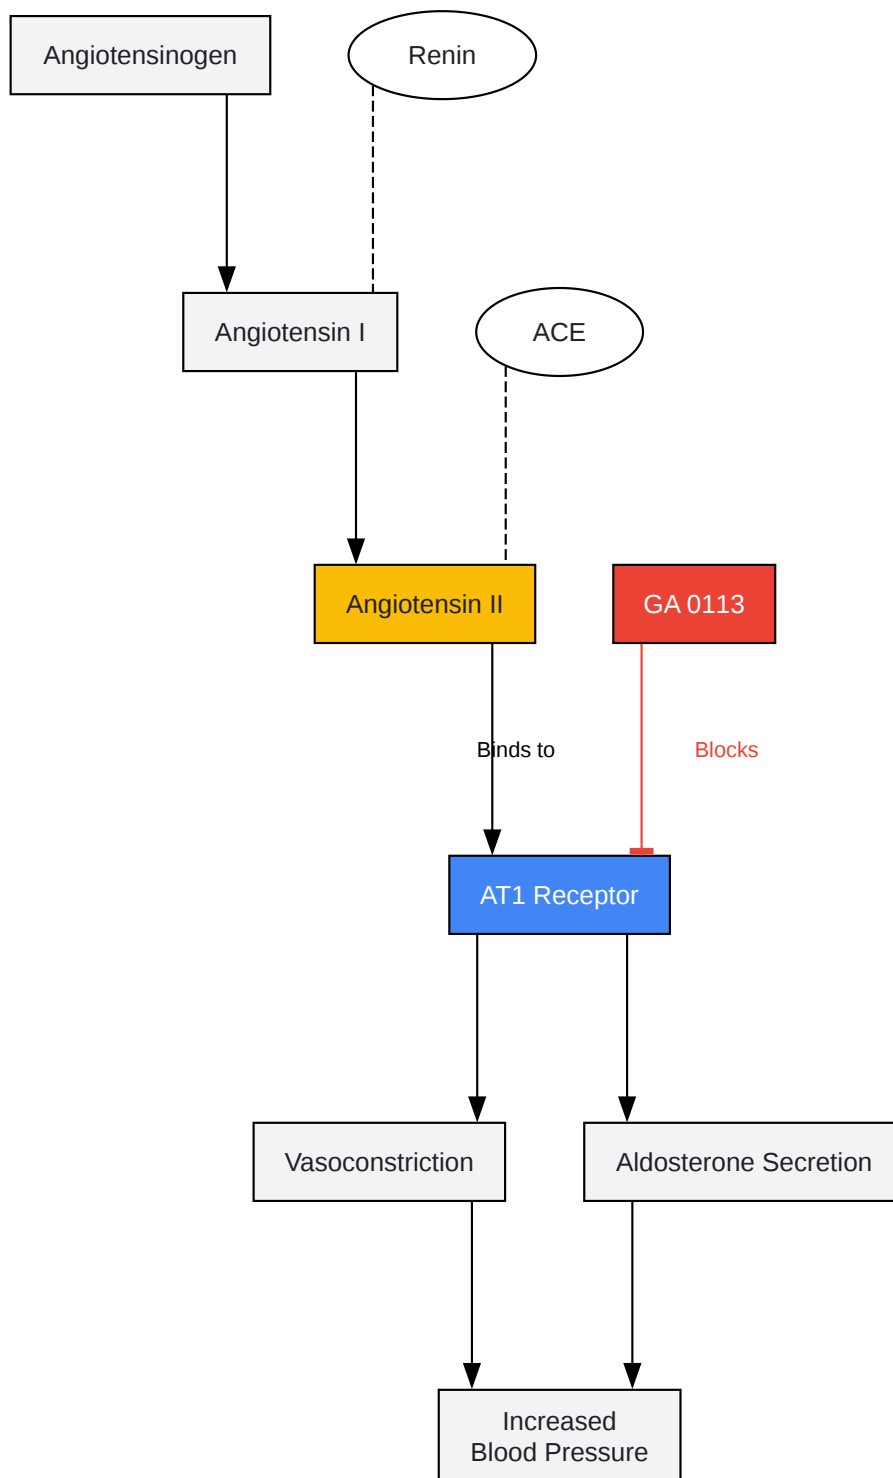 Angiotensinogen
Renin
Angiotensin I
ACE
Angiotensin II
GA 0113
Binds to
Blocks
AT1 Receptor
Vasoconstriction
Aldosterone Secretion
Increased
Blood Pressure